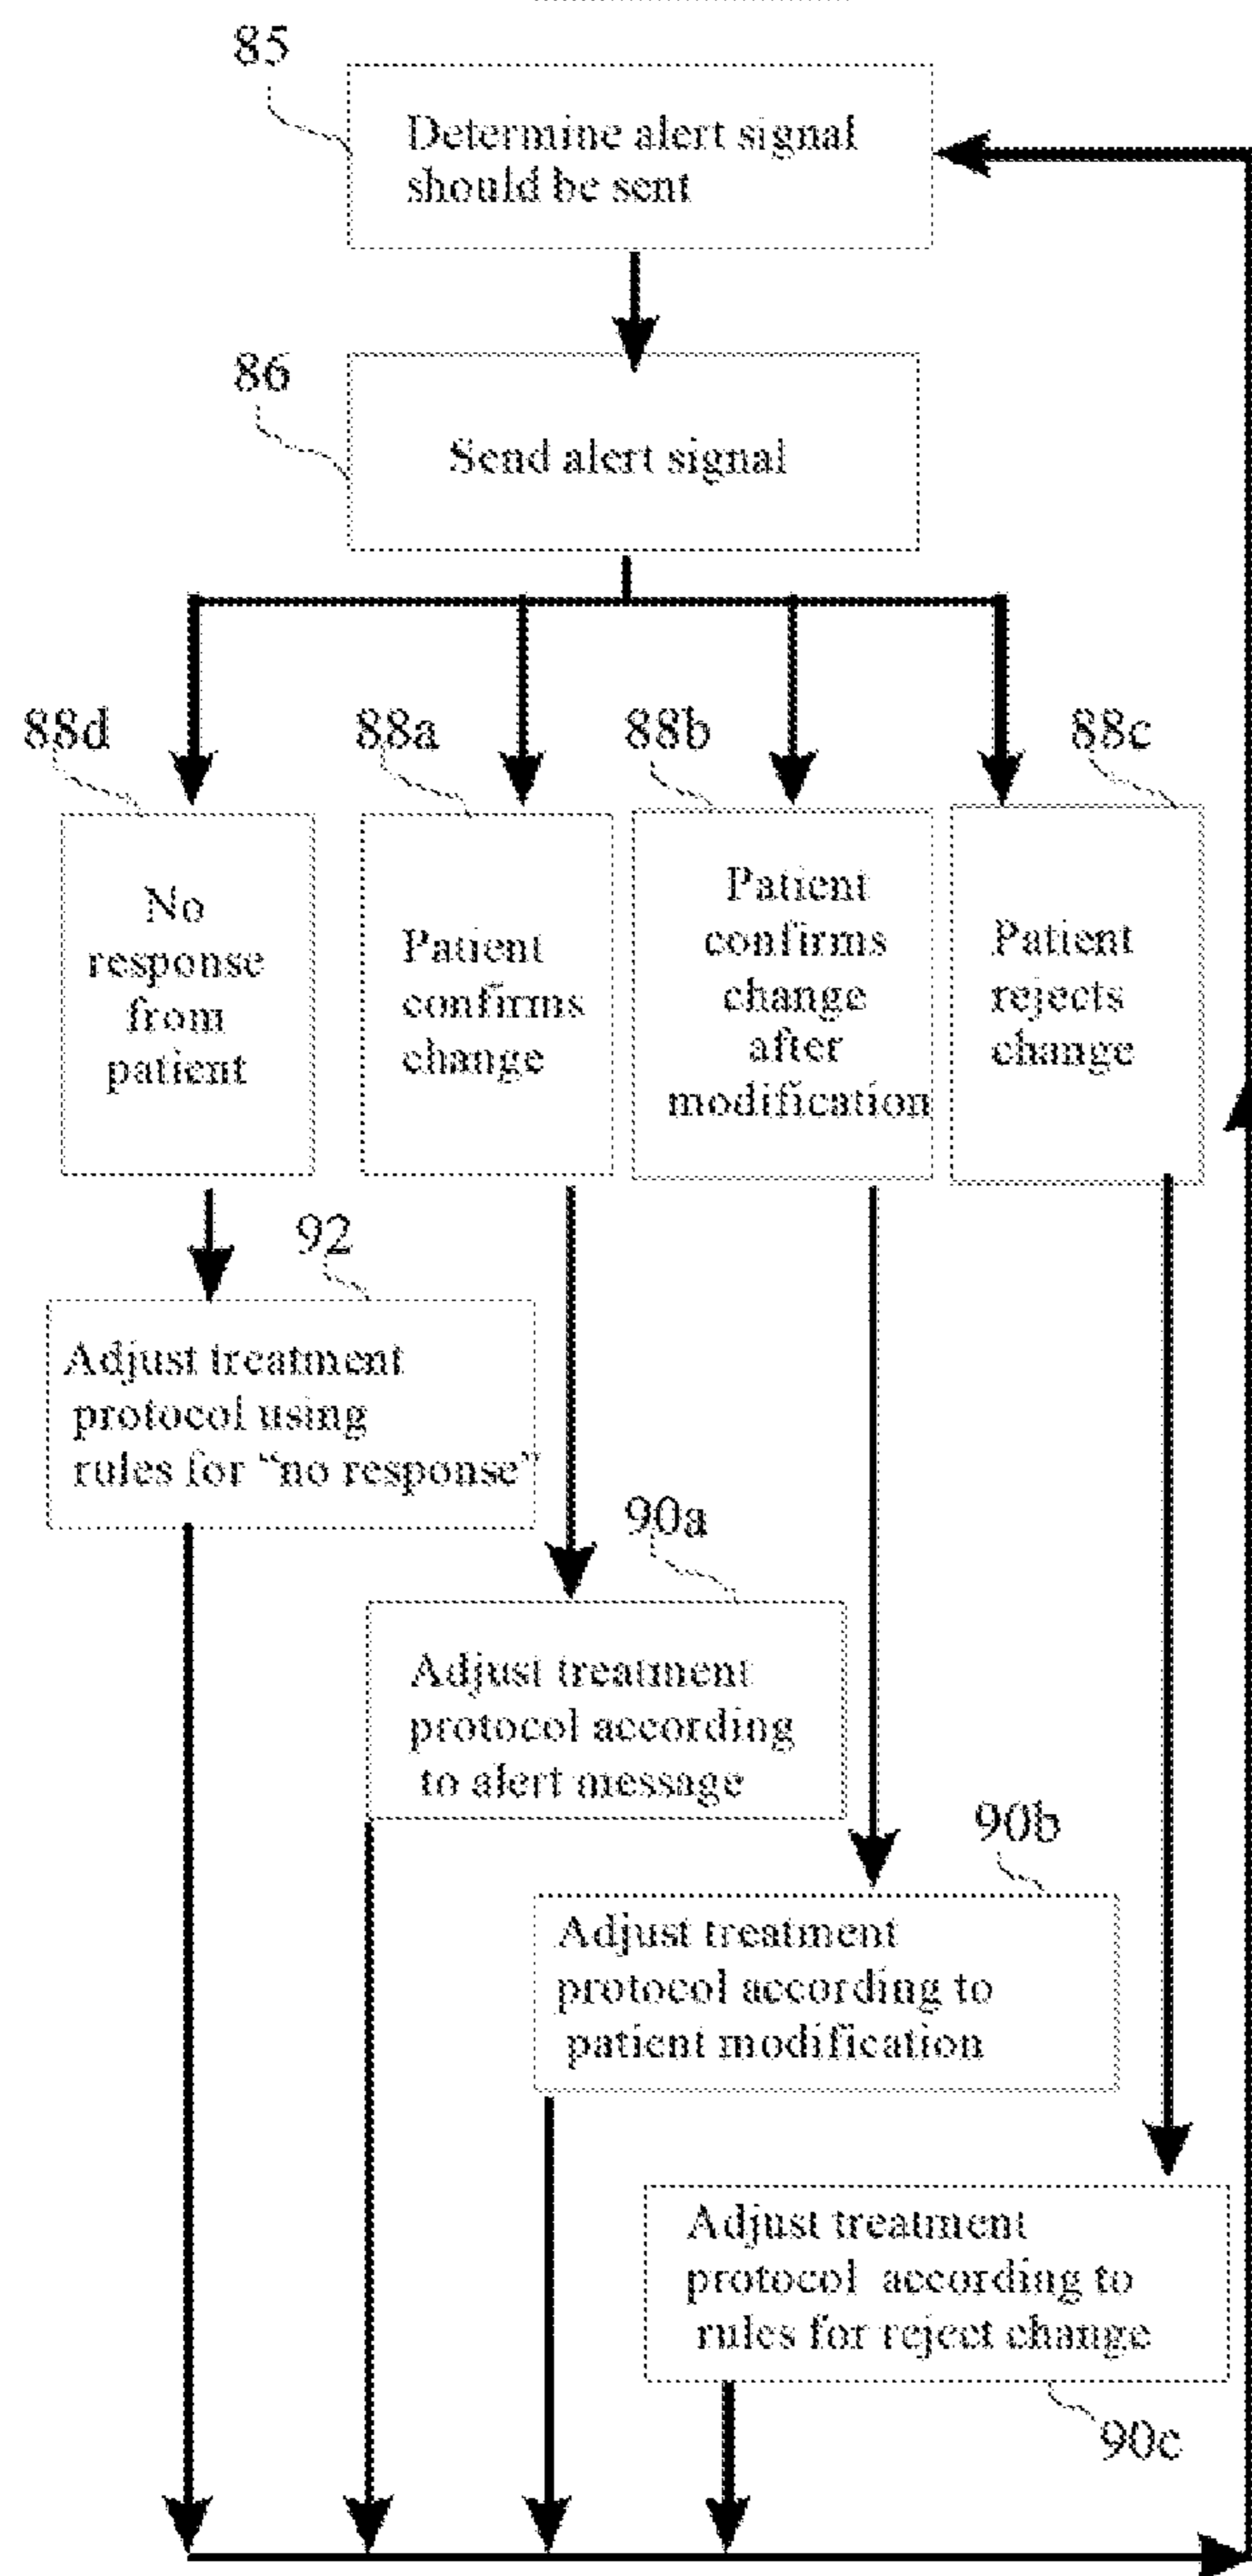 85
Determine alert signal
should be sent
86
Send alert signal
88d
88a
88b
88c
No
response
from
patient
Patient
confirms
change
Patient
confirms
change
after
modification
Patient
rejects
change
92
Adjust treatment
protocol using
rules for “no response”
90a
Adjust treatment
protocol according
to alert message
90b
Adjust treatment
protocol according to
patient modification
Adjust treatment
protocol according to
rules for reject change
90c